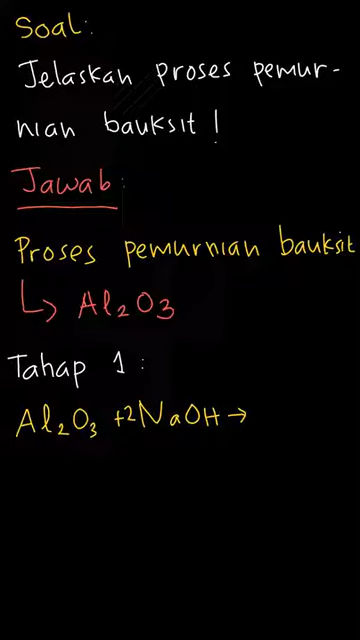 Soal:
Jelaskan proses pemur-
nian bauksit!
Jawab:
Proses pemurnian bauksit
↳ Al₂O₃
Tahap 1:
Al₂O₃ + 2NaOH →